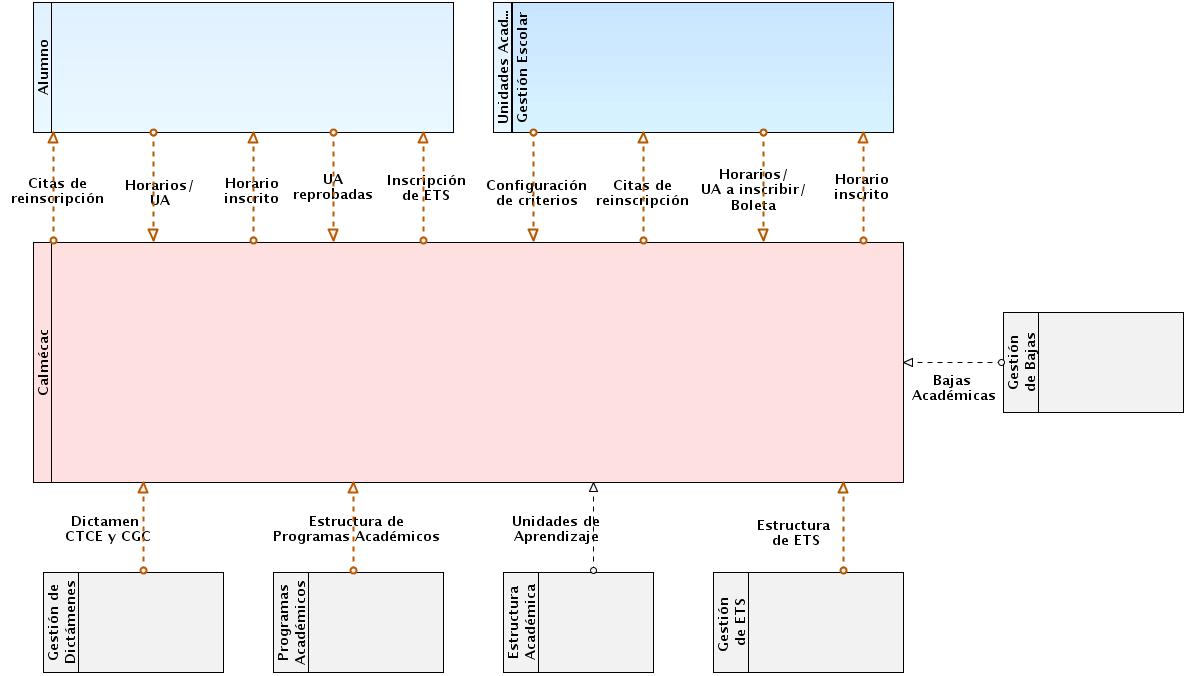 Alumno
Unidades Acad...
Gestión Escolar
Citas de
reinscripción
Horarios/
UA
Horario
inscrito
UA
reprobadas
Inscripción
de ETS
Configuración
de criterios
Citas de
reinscripción
Horarios/
UA a inscribir/
Boleta
Horario
inscrito
Calmécac
Gestión
de Bajas
Bajas
Académicas
Dictamen
CTCE y CGC
Estructura de
Programas Académicos
Unidades de
Aprendizaje
Estructura
de ETS
Gestión de
Dictámenes
Programas
Académicos
Estructura
Académica
Gestión
de ETS